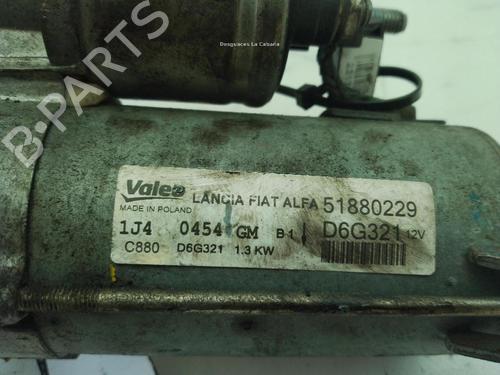 Desguaces La Cabaña
B-PARTS
Valeo LANCIA FIAT ALFA 51880229
MADE IN POLAND
1J4 0454 GM B1 D6G321 12V
C880 D6G321 1.3 KW